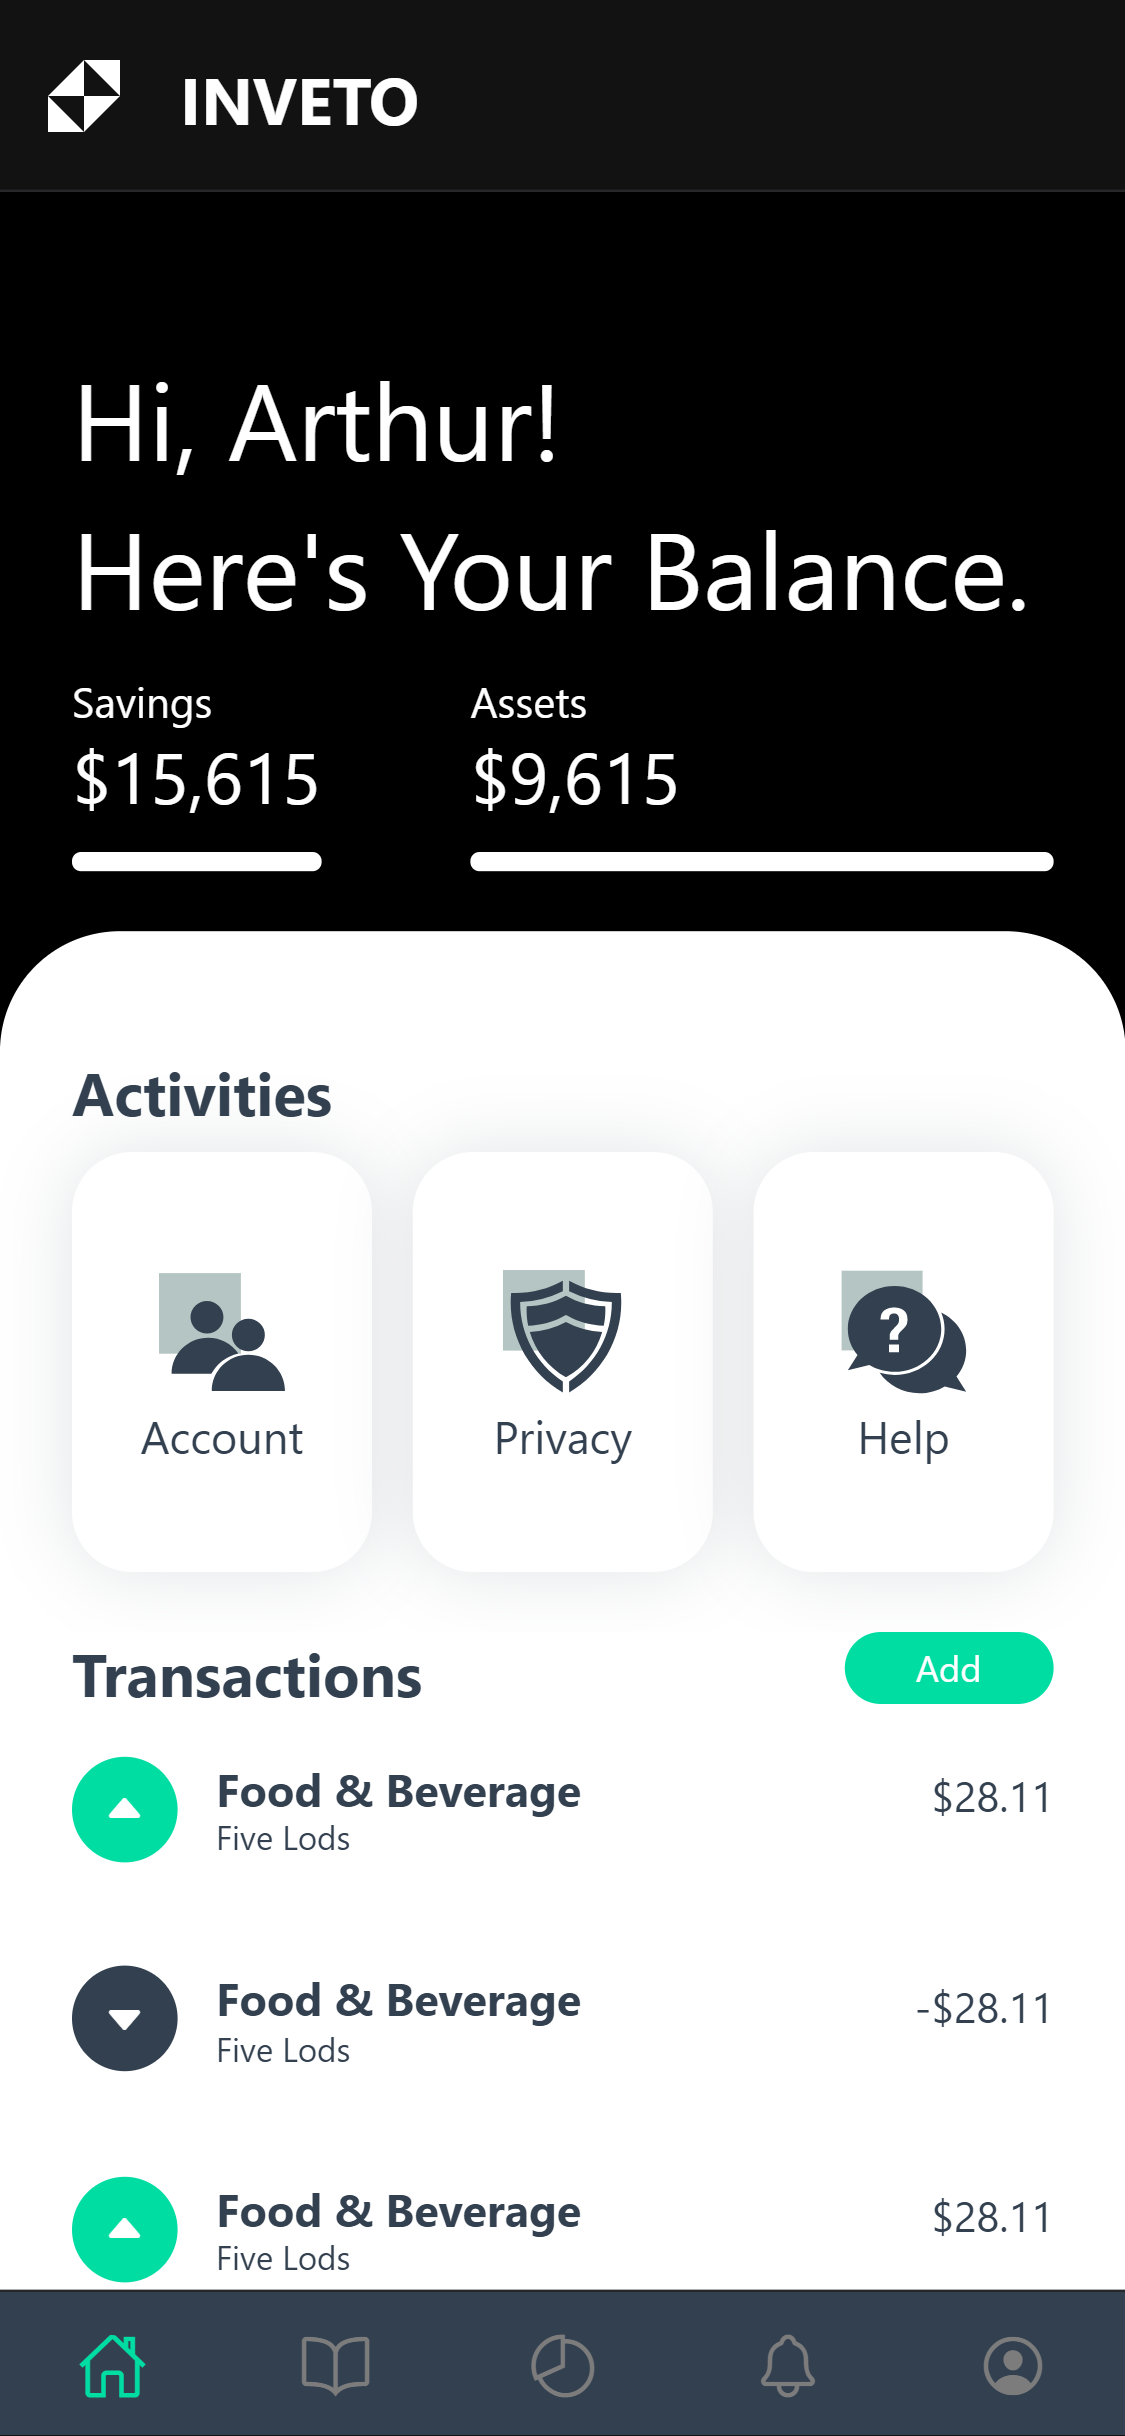 INVETO
Hi, Arthur!
Here's Your Balance.
Savings
$15,615
Assets
$9,615
Activities
Account
Privacy
?
Help
Transactions
Add
Food & Beverage
Five Lods
$28.11
Food & Beverage
Five Lods
-$28.11
Food & Beverage
Five Lods
$28.11